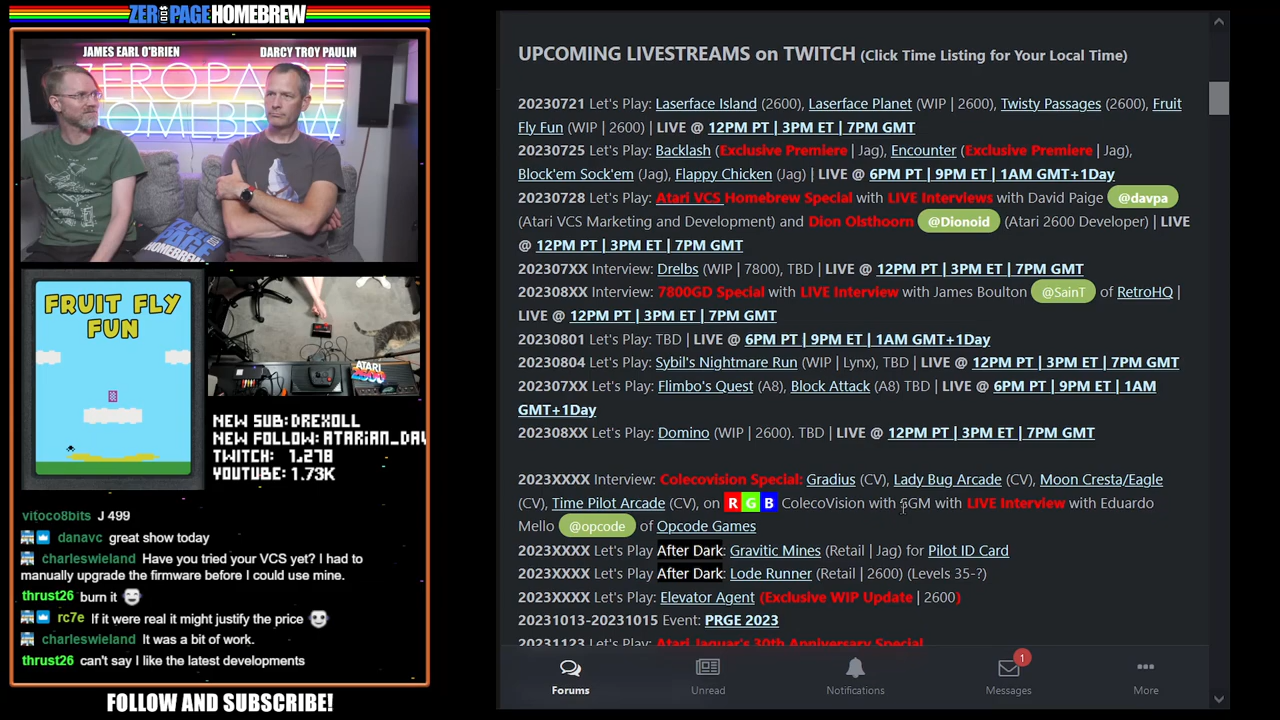 ZEROPAGE HOMEBREW
JAMES EARL O'BRIEN
DARCY TROY PAULIN
ZEROPAGE
HOMEBREW
FRUIT FLY
FUN
ATARI
2600
NEW SUB:DREXOLL
NEW FOLLOW:ATARIAN_DAY
TWITCH: 1,278
YOUTUBE: 1.73K
vitoco8bits J 499
danavc great show today
charleswieland Have you tried your VCS yet? I had to
manually upgrade the firmware before I could use mine.
thrust26 burn it
rc7e If it were real it might justify the price
charleswieland It was a bit of work.
thrust26 can't say I like the latest developments
FOLLOW AND SUBSCRIBE!
UPCOMING LIVESTREAMS on TWITCH (Click Time Listing for Your Local Time)
20230721 Let's Play: Laserface Island (2600), Laserface Planet (WIP | 2600), Twisty Passages (2600), Fruit
Fly Fun (WIP | 2600) | LIVE @ 12PM PT | 3PM ET | 7PM GMT
20230725 Let's Play: Backlash (Exclusive Premiere | Jag), Encounter (Exclusive Premiere | Jag),
Block'em Sock'em (Jag), Flappy Chicken (Jag) | LIVE @ 6PM PT | 9PM ET | 1AM GMT+1Day
20230728 Let's Play: Atari VCS Homebrew Special with LIVE Interviews with David Paige @davpa
(Atari VCS Marketing and Development) and Dion Olsthoorn @Dionoid (Atari 2600 Developer) | LIVE
@ 12PM PT | 3PM ET | 7PM GMT
202307XX Interview: Drelbs (WIP | 7800), TBD | LIVE @ 12PM PT | 3PM ET | 7PM GMT
202308XX Interview: 7800GD Special with LIVE Interview with James Boulton @SainT of RetroHQ |
LIVE @ 12PM PT | 3PM ET | 7PM GMT
20230801 Let's Play: TBD | LIVE @ 6PM PT | 9PM ET | 1AM GMT+1Day
20230804 Let's Play: Sybil's Nightmare Run (WIP | Lynx), TBD | LIVE @ 12PM PT | 3PM ET | 7PM GMT
202307XX Let's Play: Flimbo's Quest (A8), Block Attack (A8) TBD | LIVE @ 6PM PT | 9PM ET | 1AM
GMT+1Day
202308XX Let's Play: Domino (WIP | 2600). TBD | LIVE @ 12PM PT | 3PM ET | 7PM GMT
2023XXXX Interview: Colecovision Special: Gradius (CV), Lady Bug Arcade (CV), Moon Cresta/Eagle
(CV), Time Pilot Arcade (CV), on R G B ColecoVision with SGM with LIVE Interview with Eduardo
Mello @opcode of Opcode Games
2023XXXX Let's Play After Dark: Gravitic Mines (Retail | Jag) for Pilot ID Card
2023XXXX Let's Play After Dark: Lode Runner (Retail | 2600) (Levels 35-?)
2023XXXX Let's Play: Elevator Agent (Exclusive WIP Update | 2600)
20231013-20231015 Event: PRGE 2023
20231123 Let's Play: Atari Jaguar's 30th Anniversary Special
Forums
Unread
Notifications
1
Messages
More